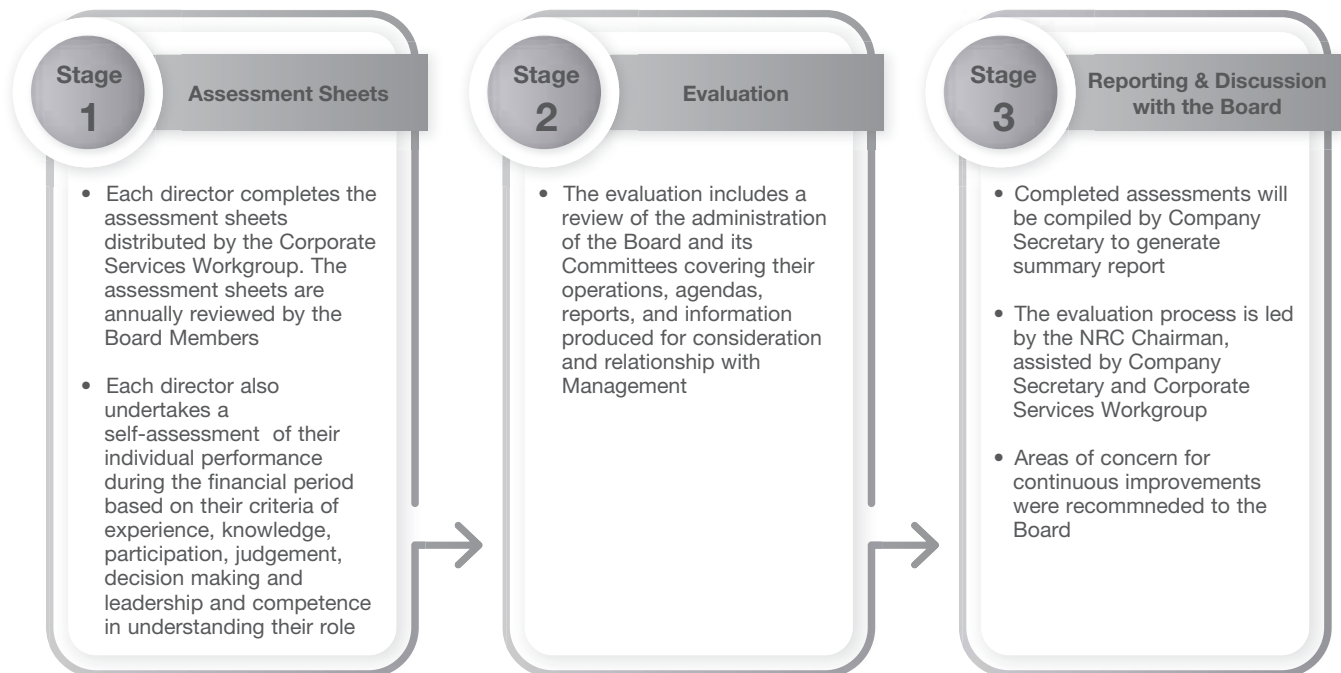 Stage
1
Assessment Sheets
• Each director completes the
assessment sheets
distributed by the Corporate
Services Workgroup. The
assessment sheets are
annually reviewed by the
Board Members
• Each director also
undertakes a
self-assessment of their
individual performance
during the financial period
based on their criteria of
experience, knowledge,
participation, judgement,
decision making and
leadership and competence
in understanding their role
Stage
2
Evaluation
• The evaluation includes a
review of the administration
of the Board and its
Committees covering their
operations, agendas,
reports, and information
produced for consideration
and relationship with
Management
Stage
3
Reporting & Discussion
with the Board
• Completed assessments will
be compiled by Company
Secretary to generate
summary report
• The evaluation process is led
by the NRC Chairman,
assisted by Company
Secretary and Corporate
Services Workgroup
• Areas of concern for
continuous improvements
were recommneded to the
Board